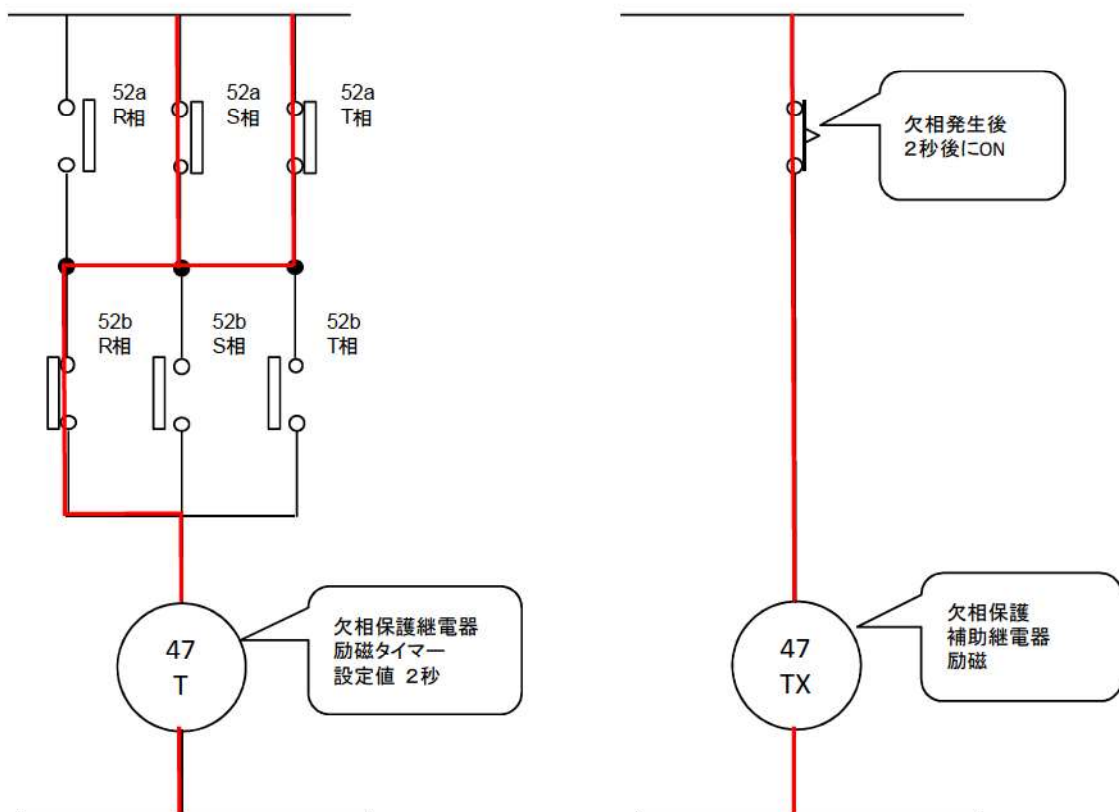 52a
R相
52a
S相
52a
T相
欠相発生後
2秒後にON
52b
R相
52b
S相
52b
T相
欠相保護継電器
励磁タイマー
設定値 2秒
47
T
欠相保護
補助継電器
励磁
47
TX